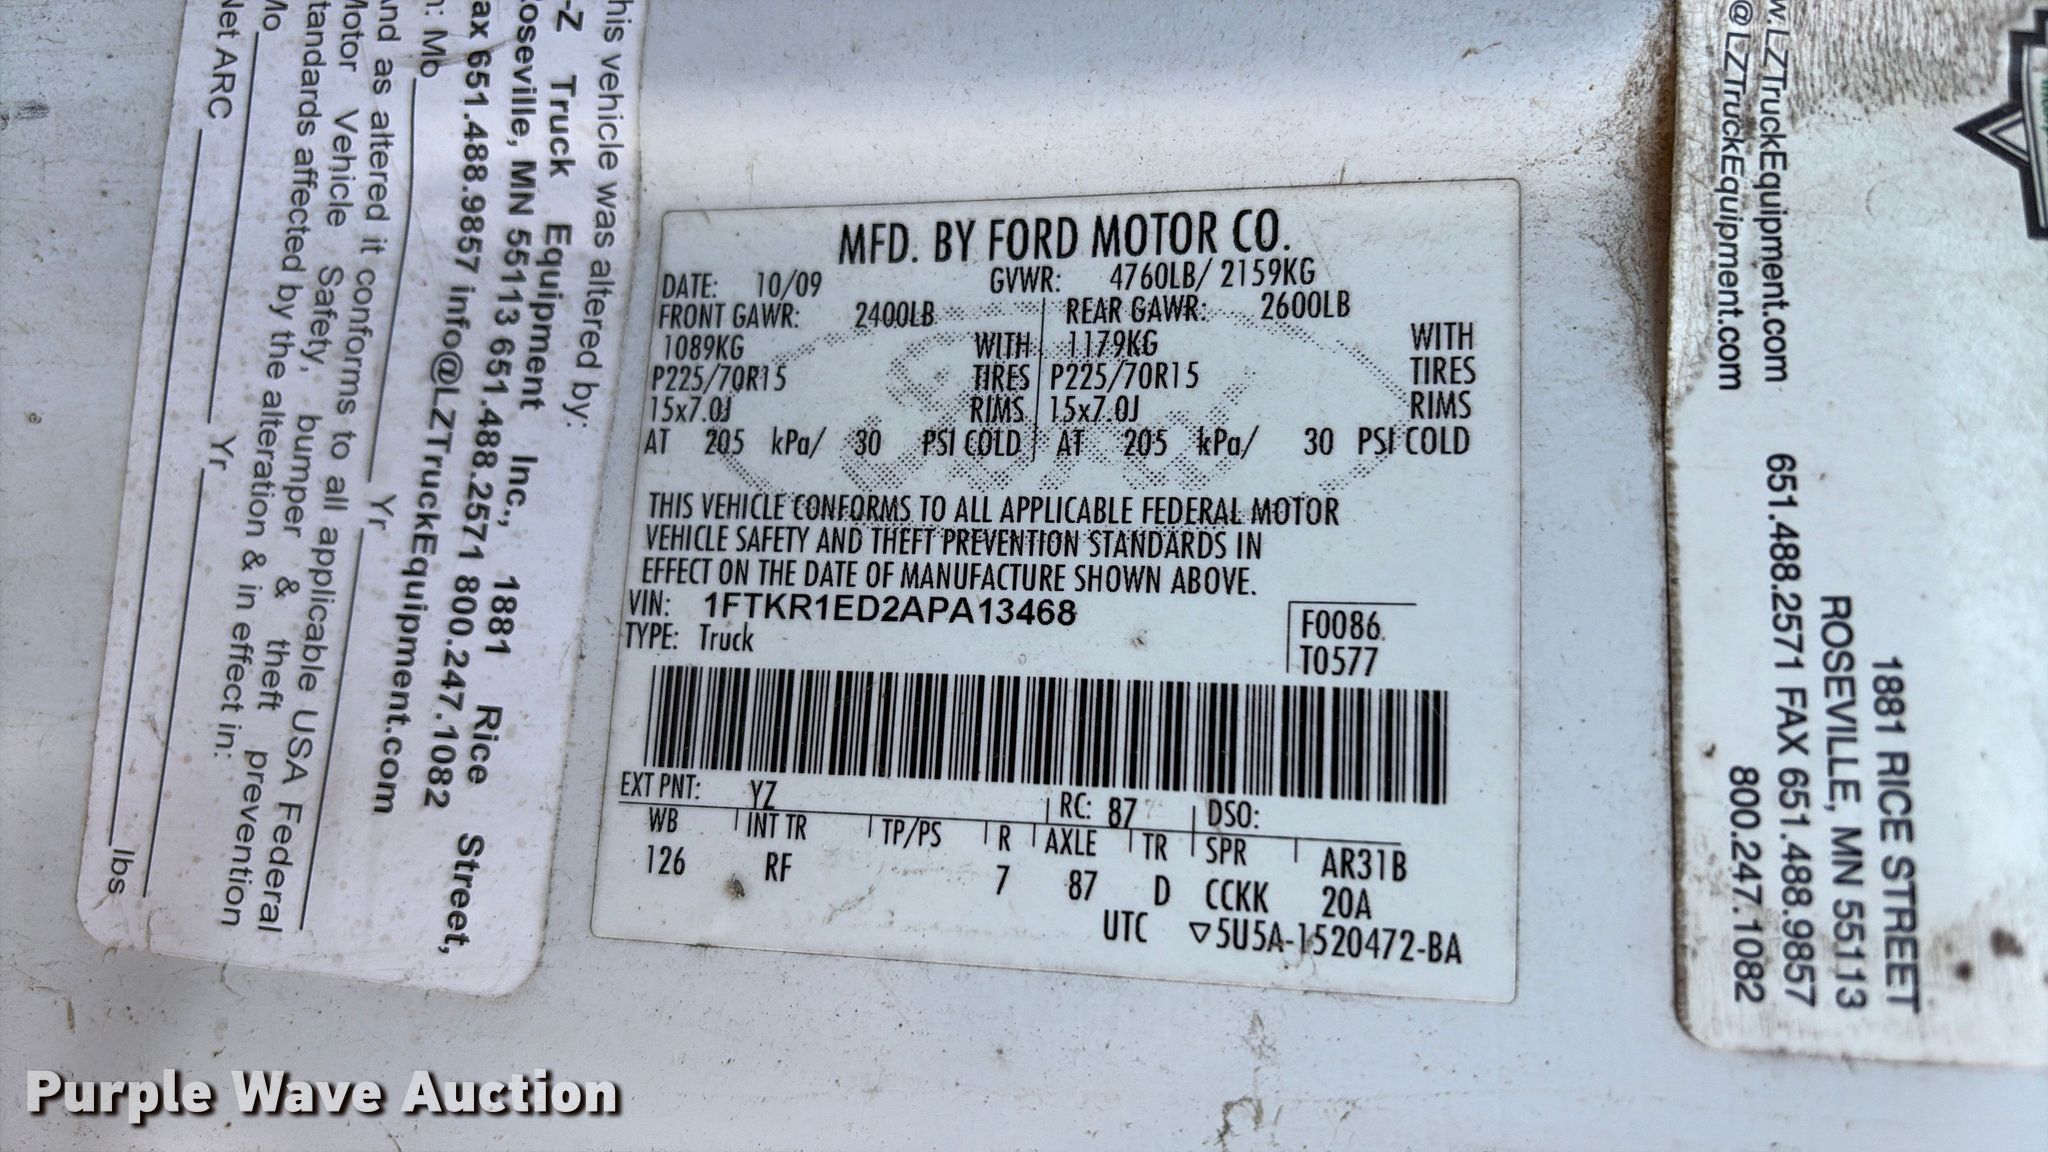 MFD. BY FORD MOTOR CO.
DATE: 10/09 GVWR: 4760LB/ 2159KG
FRONT GAWR: 2400LB REAR GAWR: 2600LB
1089KG WITH 1179KG WITH
P225/70R15 TIRES P225/70R15 TIRES
15x7.0J RIMS 15x7.0J RIMS
AT 205 kPa/ 30 PSI COLD AT 205 kPa/ 30 PSI COLD
THIS VEHICLE CONFORMS TO ALL APPLICABLE FEDERAL MOTOR
VEHICLE SAFETY AND THEFT PREVENTION STANDARDS IN
EFFECT ON THE DATE OF MANUFACTURE SHOWN ABOVE.
VIN: 1FTKR1ED2APA13468
TYPE: Truck
F0086
T0577
EXT PNT: YZ RC: 87 DSO:
WB INT TR TP/PS R AXLE TR SPR AR31B
126 RF 7 87 D CCKK 20A
UTC ▽5U5A-1520472-BA
his vehicle was altered by:
-Z Truck Equipment Inc., 1881 Rice Street,
oseville, MN 55113 651.488.2571 800.247.1082
ax 651.488.9857 info@LZTruckEquipment.com
n: Mo Yr
And as altered it conforms to all applicable USA Federal
Motor Vehicle Safety, bumper & theft prevention
tandards affected by the alteration & in effect in:
Mo Yr
Net ARC lbs
1881 RICE STREET
ROSEVILLE, MN 55113
651.488.2571 FAX 651.488.9857
800.247.1082
w.LZTruckEquipment.com
@LZTruckEquipment.com
Purple Wave Auction